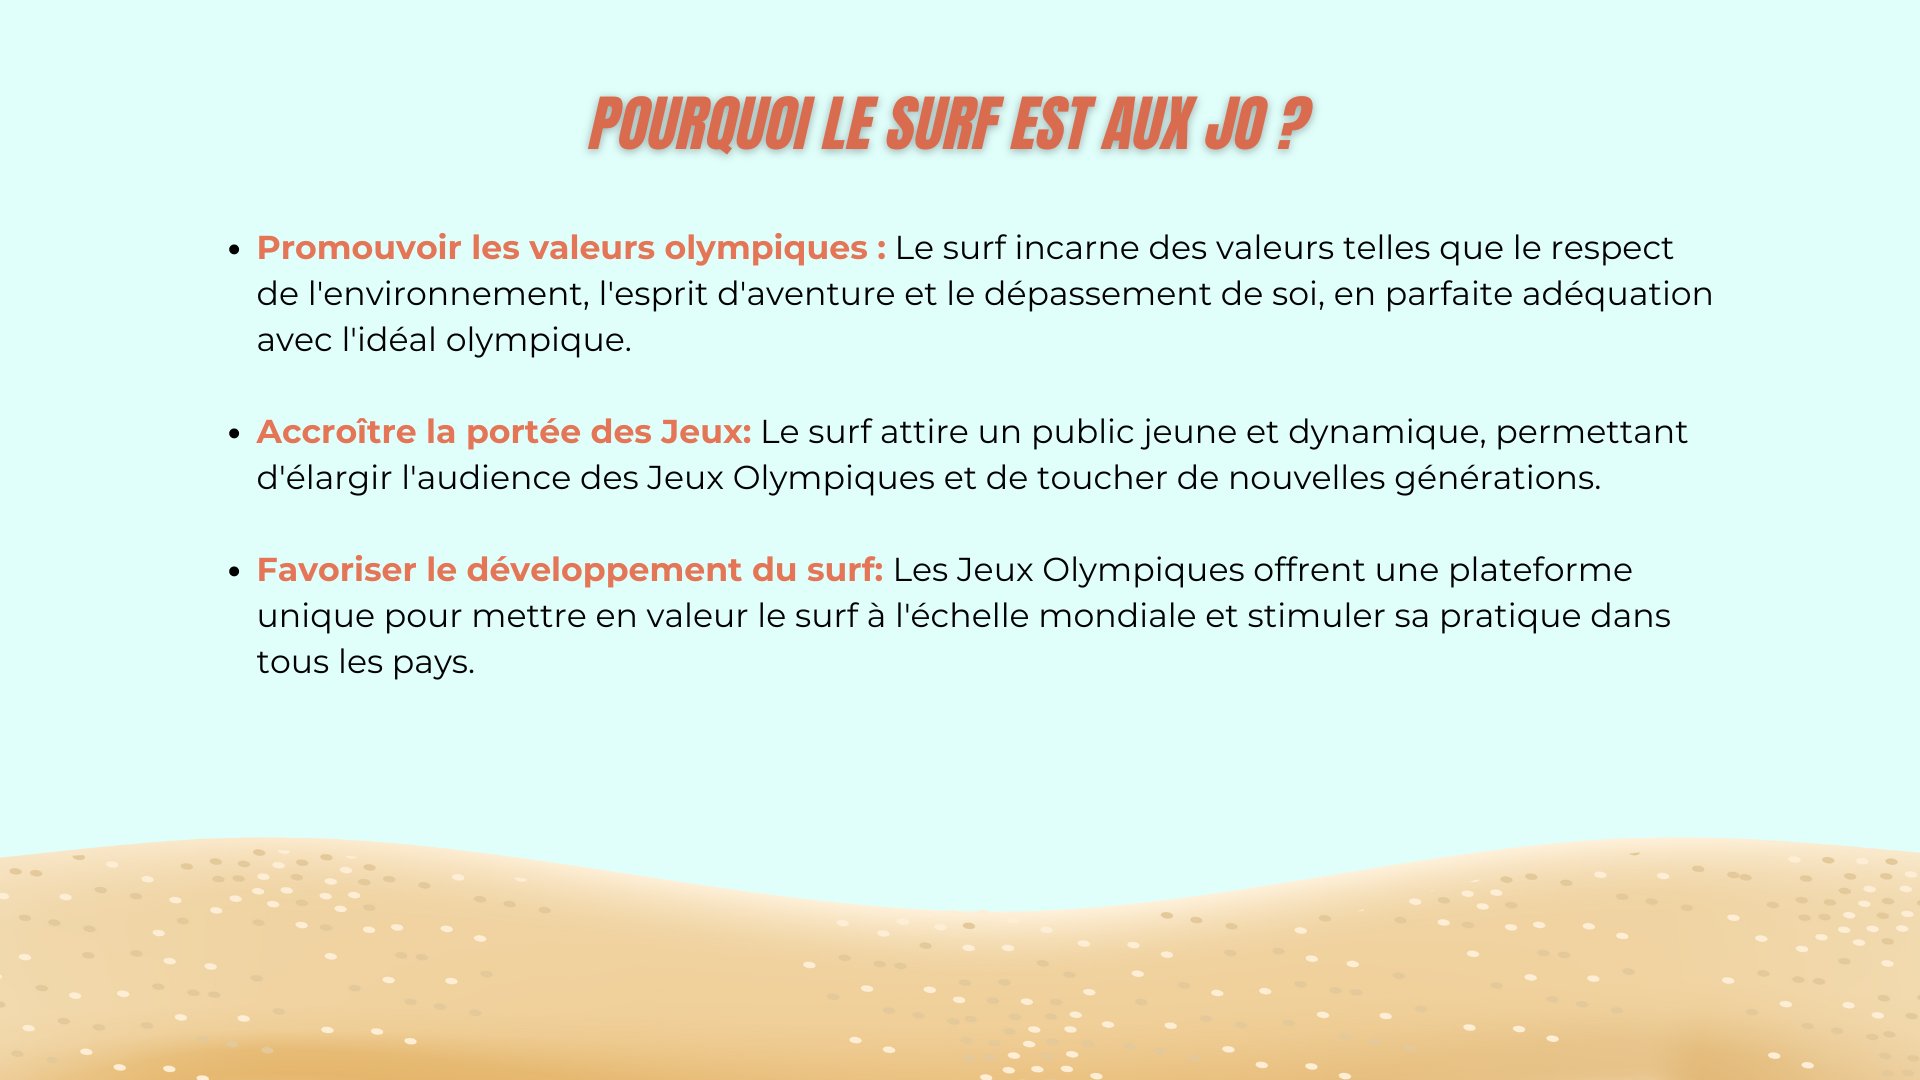 POURQUOI LE SURF EST AUX JO ?
• Promouvoir les valeurs olympiques : Le surf incarne des valeurs telles que le respect
de l'environnement, l'esprit d'aventure et le dépassement de soi, en parfaite adéquation
avec l'idéal olympique.
• Accroître la portée des Jeux: Le surf attire un public jeune et dynamique, permettant
d'élargir l'audience des Jeux Olympiques et de toucher de nouvelles générations.
• Favoriser le développement du surf: Les Jeux Olympiques offrent une plateforme
unique pour mettre en valeur le surf à l'échelle mondiale et stimuler sa pratique dans
tous les pays.